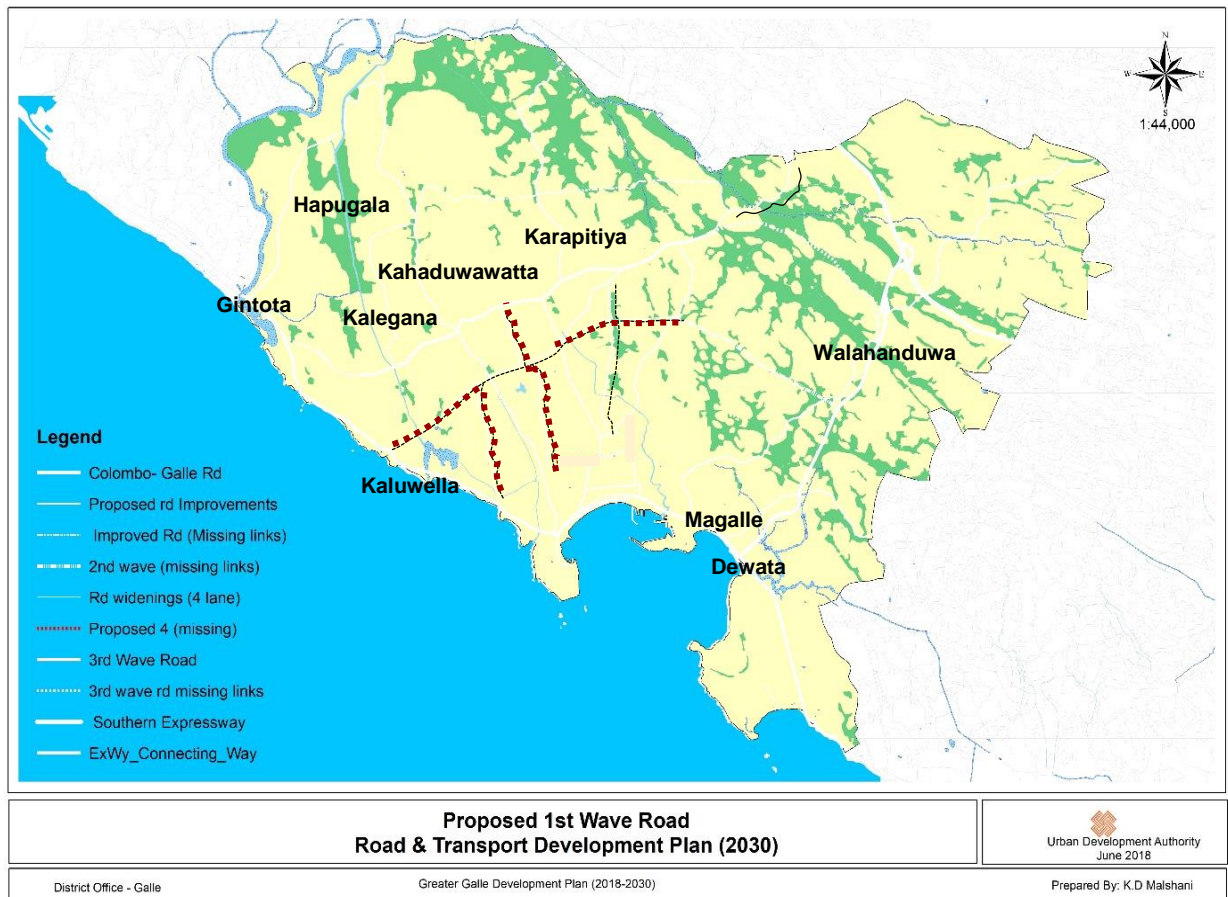 N
W
E
S
1:44,000
Hapugala
Karapitiya
Kahaduwawatta
Gintota
Kalegana
Walahanduwa
Kaluwella
Magalle
Dewata
Legend
Colombo- Galle Rd
Proposed rd Improvements
Improved Rd (Missing links)
2nd wave (missing links)
Rd widenings (4 lane)
Proposed 4 (missing)
3rd Wave Road
3rd wave rd missing links
Southern Expressway
ExWy_Connecting_Way
Proposed 1st Wave Road
Road & Transport Development Plan (2030)
Urban Development Authority
June 2018
District Office - Galle
Greater Galle Development Plan (2018-2030)
Prepared By: K.D Malshani